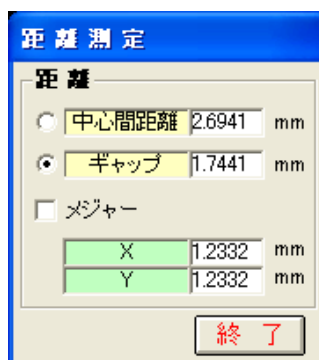 距離測定
距離
中心間距離 2.6941 mm
ギャップ 1.7441 mm
メジャー
X 1.2332 mm
Y 1.2332 mm
終了